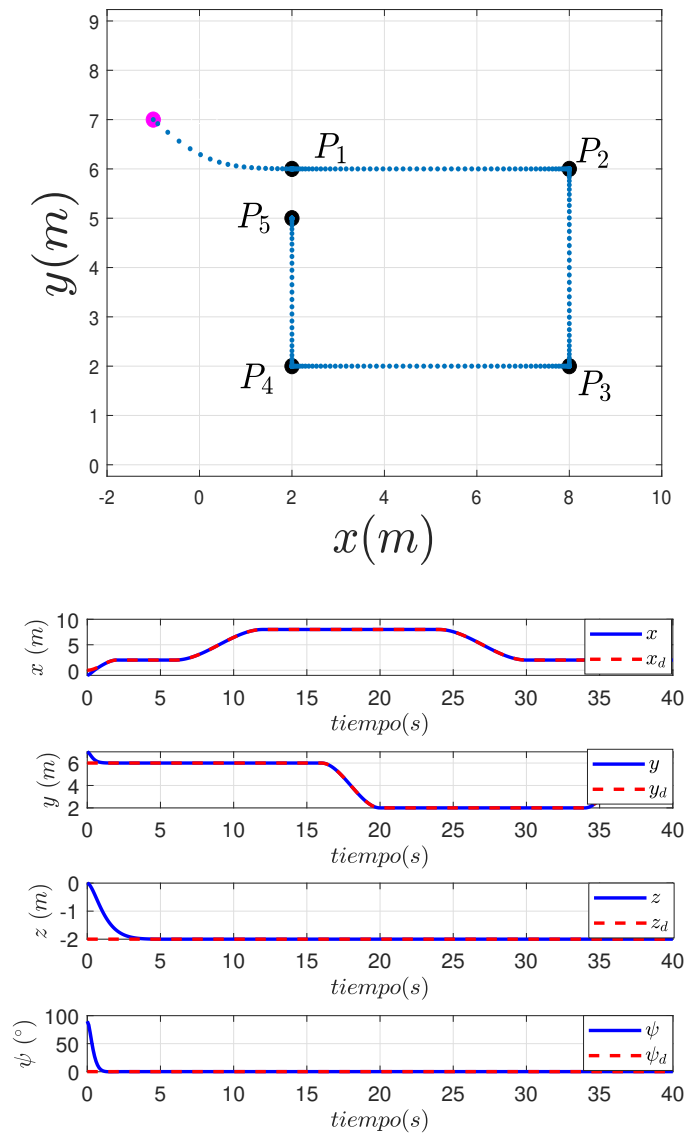 9
8
7
6
5
4
3
2
1
0
y(m)
P1
P2
P5
P4
P3
-2 0 2 4 6 8 10
x(m)
10
5
0
x (m)
x
x_d
0 5 10 15 20 25 30 35 40
tiempo(s)
6
4
2
y (m)
y
y_d
0 5 10 15 20 25 30 35 40
tiempo(s)
0
-1
-2
z (m)
z
z_d
0 5 10 15 20 25 30 35 40
tiempo(s)
100
50
0
ψ (°)
ψ
ψ_d
0 5 10 15 20 25 30 35 40
tiempo(s)